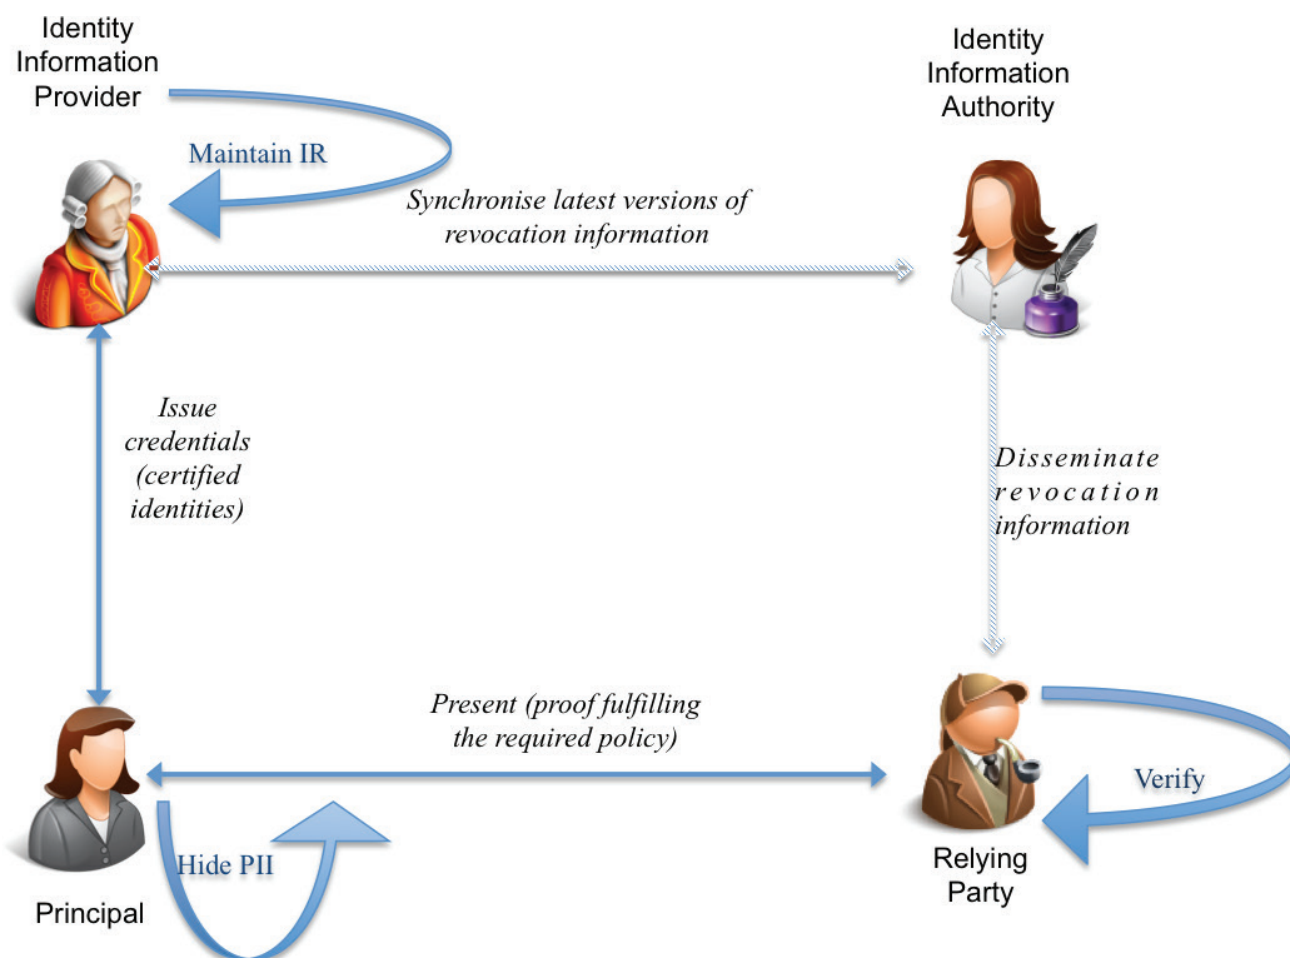 Identity
Information
Provider
Identity
Information
Authority
Maintain IR
Synchronise latest versions of
revocation information
Issue
credentials
(certified
identities)
Disseminate
revocation
information
Present (proof fulfilling
the required policy)
Verify
Hide PII
Principal
Relying
Party